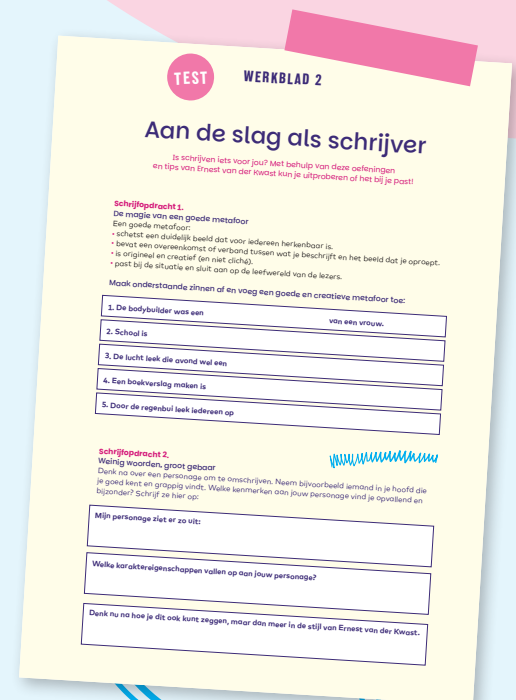 TEST
WERKBLAD 2
Aan de slag als schrijver
Is schrijven iets voor jou? Met behulp van deze oefeningen
en tips van Ernest van der Kwast kun je uitproberen of het bij je past!
Schrijfopdracht 1.
De magie van een goede metafoor
Een goede metafoor:
• schetst een duidelijk beeld dat voor iedereen herkenbaar is.
• bevat een overeenkomst of verband tussen wat je beschrijft en het beeld dat je oproept.
• is origineel en creatief (en niet cliché).
• past bij de situatie en sluit aan op de leefwereld van de lezers.
Maak onderstaande zinnen af en voeg een goede en creatieve metafoor toe:
1. De bodybuilder was een van een vrouw.
2. School is
3. De lucht leek die avond wel een
4. Een boekverslag maken is
5. Door de regenbui leek iedereen op
Schrijfopdracht 2.
Weinig woorden, groot gebaar
Denk na over een personage om te omschrijven. Neem bijvoorbeeld iemand in je hoofd die
je goed kent en grappig vindt. Welke kenmerken aan jouw personage vind je opvallend en
bijzonder? Schrijf ze hier op:
Mijn personage ziet er zo uit:
Welke karaktereigenschappen vallen op aan jouw personage?
Denk nu na hoe je dit ook kunt zeggen, maar dan meer in de stijl van Ernest van der Kwast.